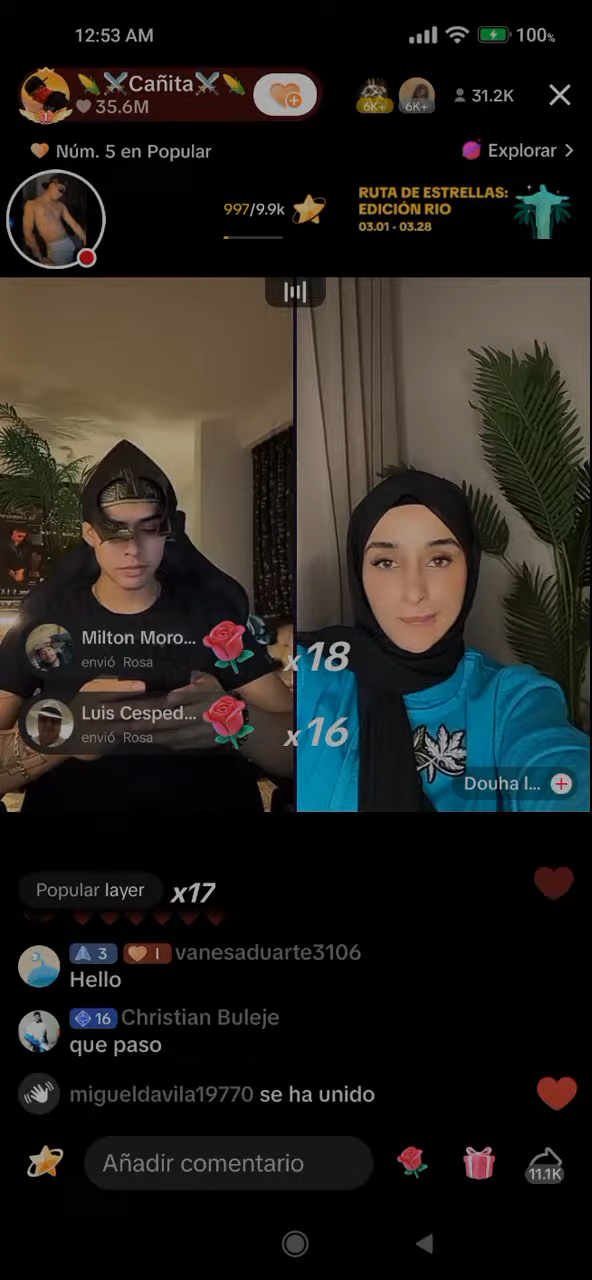 12:53 AM
100%
Cañita
35.6M
6K+
6K+
31.2K
Núm. 5 en Popular
Explorar
997/9.9k
RUTA DE ESTRELLAS:
EDICIÓN RIO
03.01 - 03.28
Milton Moro...
envió Rosa
x18
Luis Cesped...
envió Rosa
x16
Douha l...
Popular layer
x17
3
I
vanesaduarte3106
Hello
16
Christian Buleje
que paso
migueldavila19770 se ha unido
Añadir comentario
11.1K